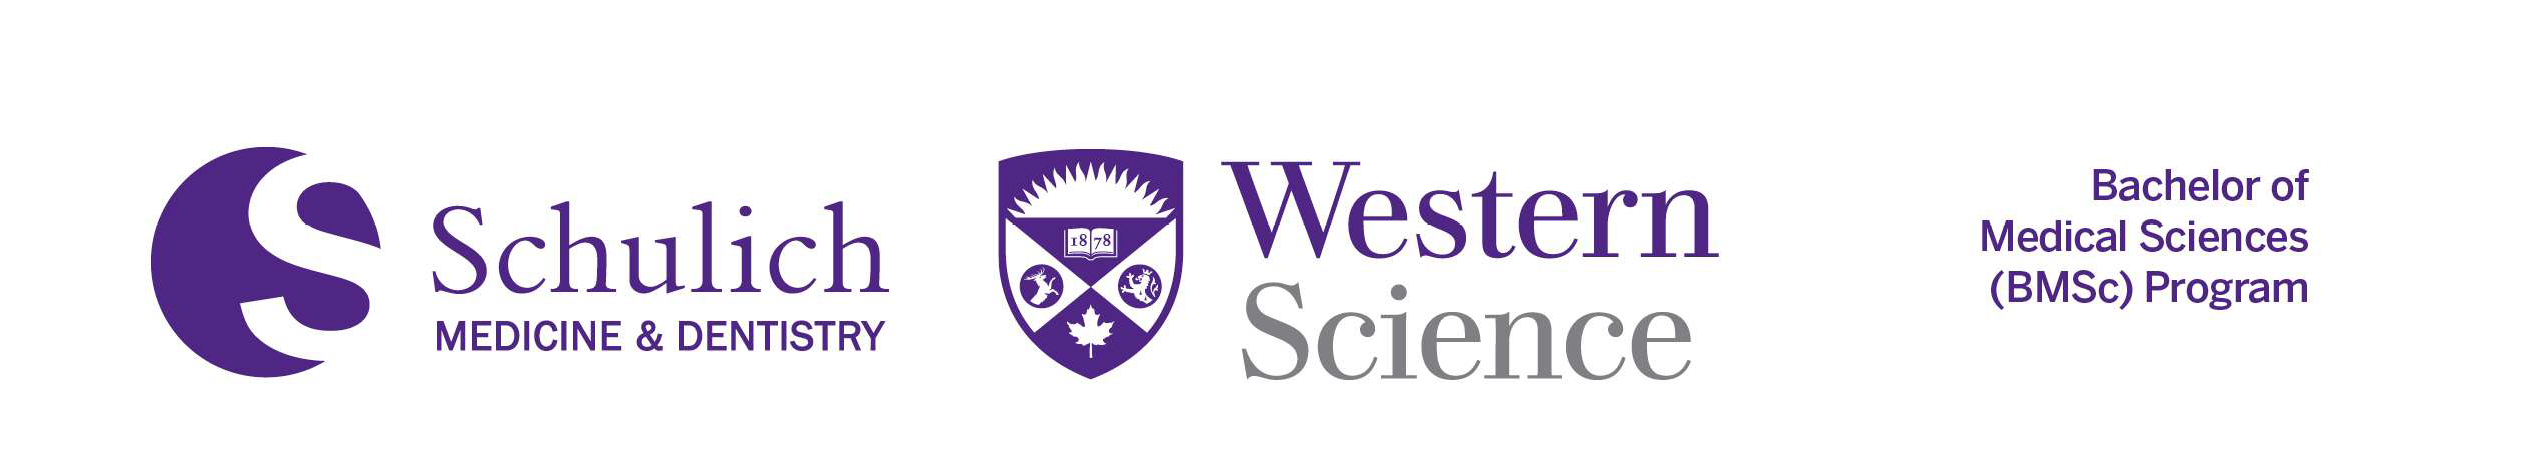 Schulich
MEDICINE & DENTISTRY
18 78
Western
Science
Bachelor of
Medical Sciences
(BMSc) Program